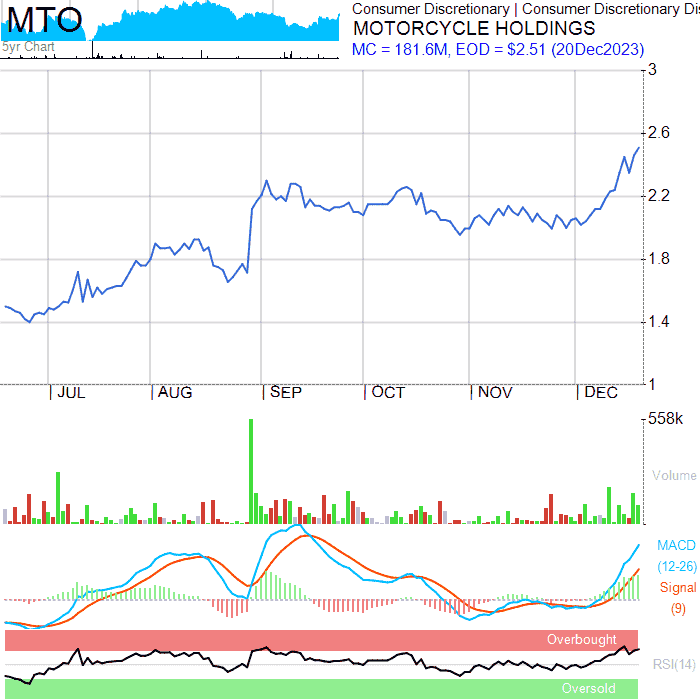 MTO
5yr Chart
Consumer Discretionary | Consumer Discretionary Di
MOTORCYCLE HOLDINGS
MC = 181.6M, EOD = $2.51 (20Dec2023)
3
2.6
2.2
1.8
1.4
1
JUL AUG SEP OCT NOV DEC
558k
Volume
MACD
(12-26)
Signal
(9)
Overbought
RSI(14)
Oversold